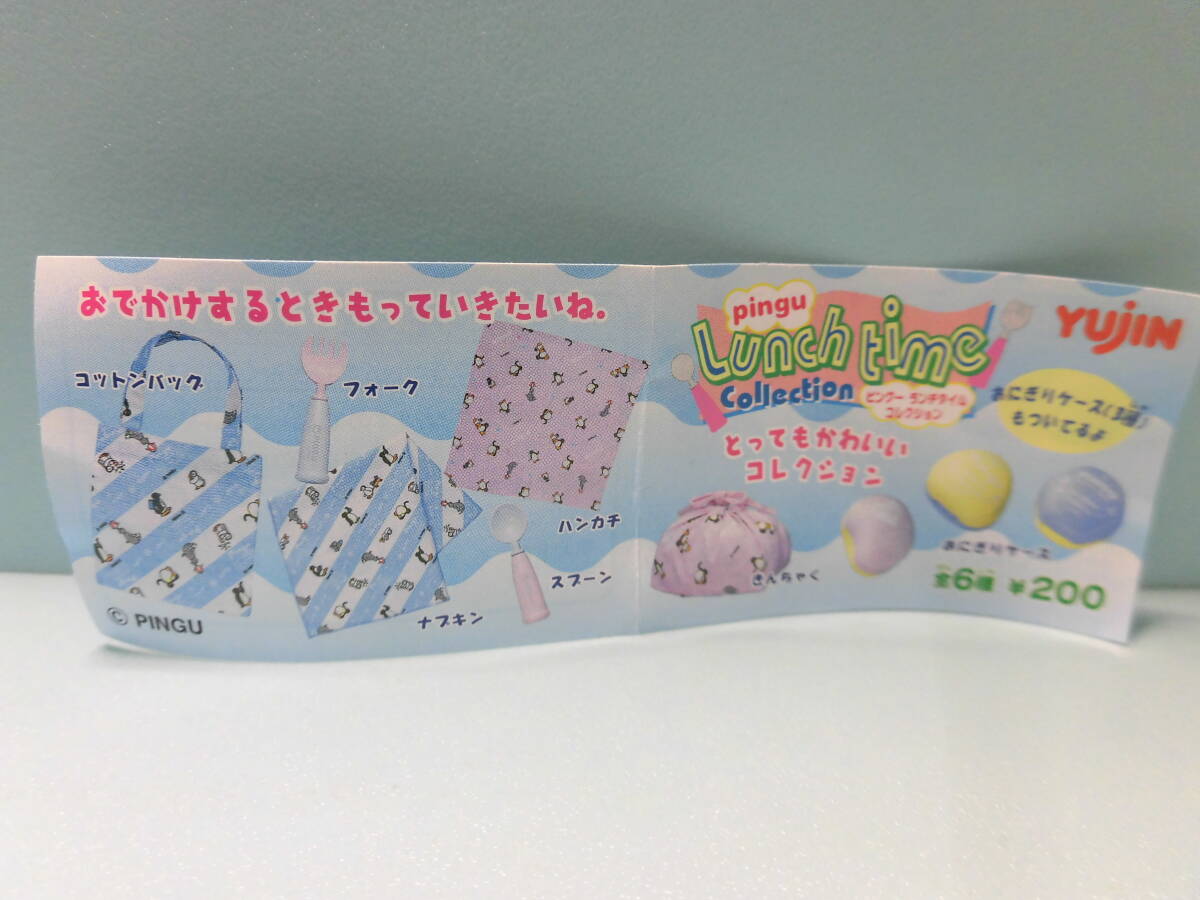 おでかけするときもっていきたいね。
コットンバッグ
フォーク
ハンカチ
スプーン
ナプキン
© PINGU
pingu
Lunch time
Collection
ピングー ランチタイム
コレクション
YUJIN
とってもかわいい
コレクション
おにぎりケース(3種)
もついてるよ
きんちゃく
おにぎりケース
全6種 ¥200